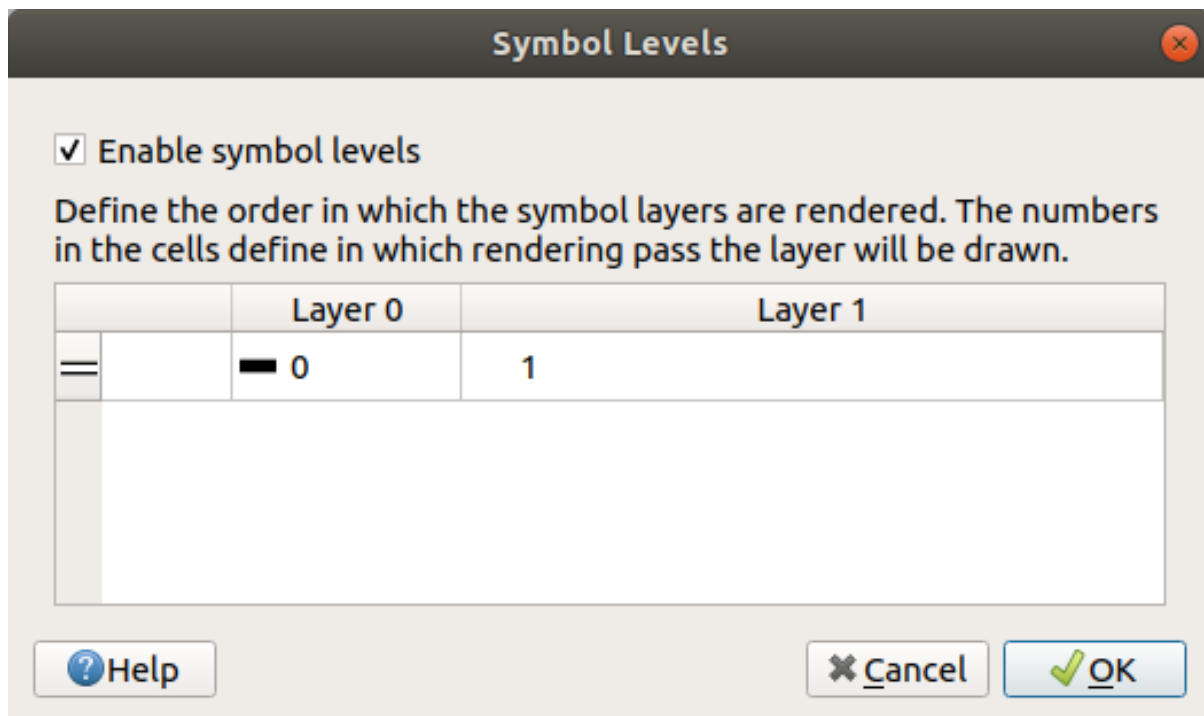 Symbol Levels
Enable symbol levels
Define the order in which the symbol layers are rendered. The numbers
in the cells define in which rendering pass the layer will be drawn.
Layer 0 Layer 1
0 1
Help Cancel OK